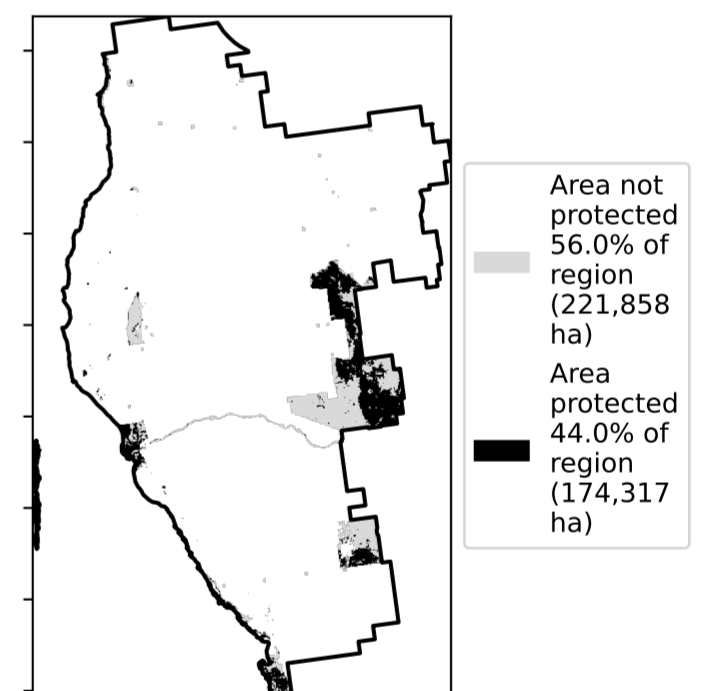 Area not
protected
56.0% of
region
(221,858
ha)
Area
protected
44.0% of
region
(174,317
ha)